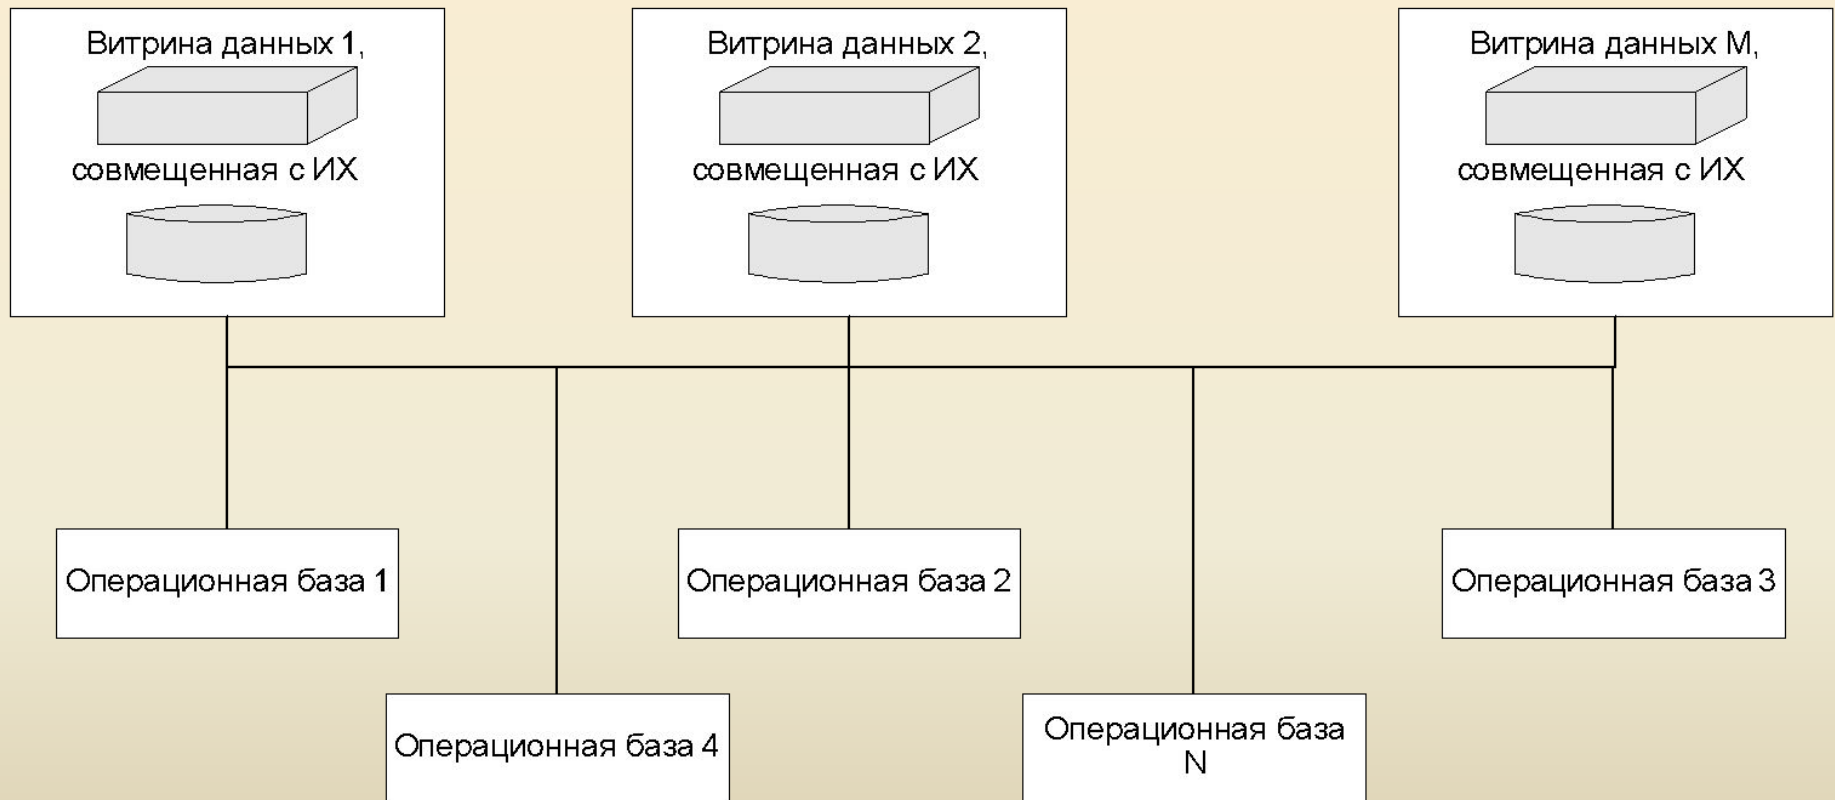 Витрина данных 1,
совмещенная с ИХ
Витрина данных 2,
совмещенная с ИХ
Витрина данных М,
совмещенная с ИХ
Операционная база 1
Операционная база 2
Операционная база 3
Операционная база 4
Операционная база
N